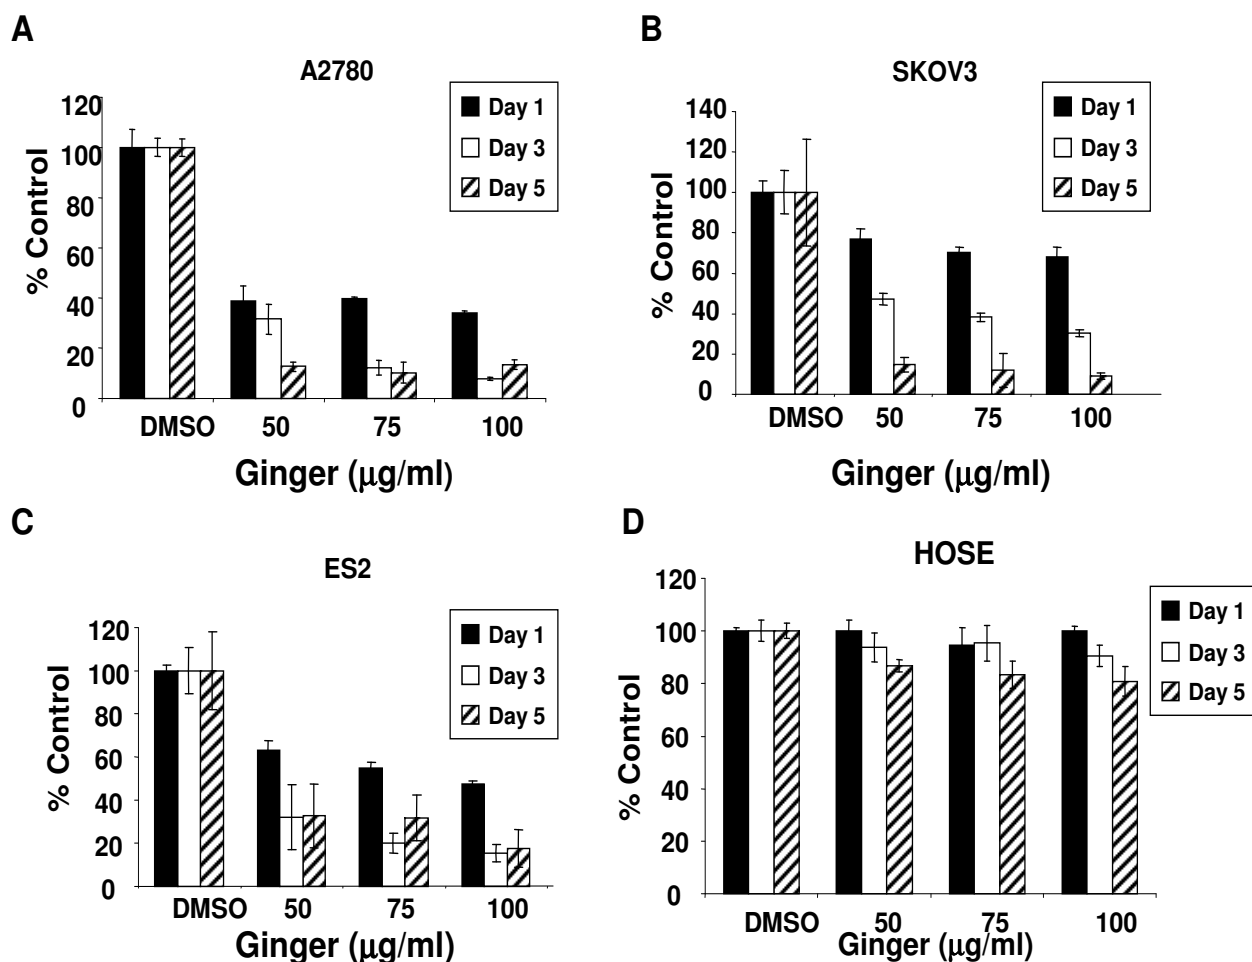 A
A2780
120
100
80
60
40
20
0
% Control
Day 1
Day 3
Day 5
DMSO 50 75 100
Ginger (μg/ml)
B
SKOV3
140
120
100
80
60
40
20
0
% Control
Day 1
Day 3
Day 5
DMSO 50 75 100
Ginger (μg/ml)
C
ES2
120
100
80
60
40
20
0
% Control
Day 1
Day 3
Day 5
DMSO 50 75 100
Ginger (μg/ml)
D
HOSE
120
100
80
60
40
20
0
% Control
Day 1
Day 3
Day 5
DMSO 50 75 100
Ginger (μg/ml)